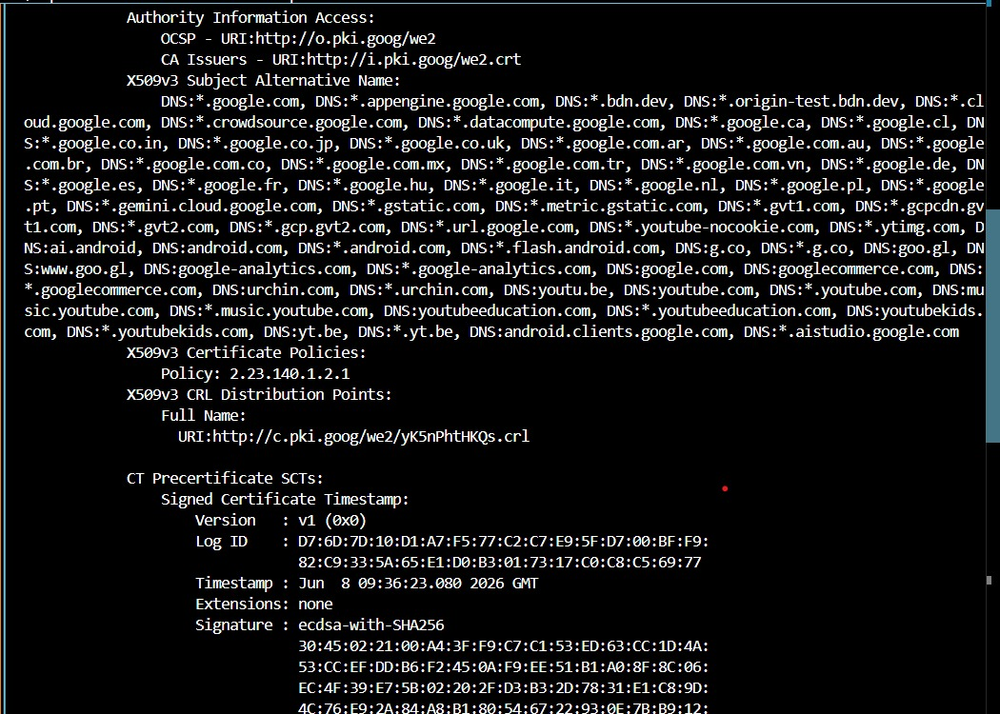 Authority Information Access:
OCSP - URI:http://o.pki.goog/we2
CA Issuers - URI:http://i.pki.goog/we2.crt
X509v3 Subject Alternative Name:
DNS:*.google.com, DNS:*.appengine.google.com, DNS:*.bdn.dev, DNS:*.origin-test.bdn.dev, DNS:*.cl
oud.google.com, DNS:*.crowdsource.google.com, DNS:*.datacompute.google.com, DNS:*.google.ca, DNS:*.google.cl, DN
S:*.google.co.in, DNS:*.google.co.jp, DNS:*.google.co.uk, DNS:*.google.com.ar, DNS:*.google.com.au, DNS:*.google
.com.br, DNS:*.google.com.co, DNS:*.google.com.mx, DNS:*.google.com.tr, DNS:*.google.com.vn, DNS:*.google.de, DN
S:*.google.es, DNS:*.google.fr, DNS:*.google.hu, DNS:*.google.it, DNS:*.google.nl, DNS:*.google.pl, DNS:*.google
.pt, DNS:*.gemini.cloud.google.com, DNS:*.gstatic.com, DNS:*.metric.gstatic.com, DNS:*.gvt1.com, DNS:*.gcpcdn.gv
t1.com, DNS:*.gvt2.com, DNS:*.gcp.gvt2.com, DNS:*.url.google.com, DNS:*.youtube-nocookie.com, DNS:*.ytimg.com, D
NS:ai.android, DNS:android.com, DNS:*.android.com, DNS:*.flash.android.com, DNS:g.co, DNS:*.g.co, DNS:goo.gl, DN
S:www.goo.gl, DNS:google-analytics.com, DNS:*.google-analytics.com, DNS:google.com, DNS:googlecommerce.com, DNS:
*.googlecommerce.com, DNS:urchin.com, DNS:*.urchin.com, DNS:youtu.be, DNS:youtube.com, DNS:*.youtube.com, DNS:mu
sic.youtube.com, DNS:*.music.youtube.com, DNS:youtubeeducation.com, DNS:*.youtubeeducation.com, DNS:youtubekids.
com, DNS:*.youtubekids.com, DNS:yt.be, DNS:*.yt.be, DNS:android.clients.google.com, DNS:*.aistudio.google.com
X509v3 Certificate Policies:
Policy: 2.23.140.1.2.1
X509v3 CRL Distribution Points:
Full Name:
URI:http://c.pki.goog/we2/yK5nPhtHKQs.crl
CT Precertificate SCTs:
Signed Certificate Timestamp:
Version   : v1 (0x0)
Log ID    : D7:6D:7D:10:D1:A7:F5:77:C2:C7:E9:5F:D7:00:BF:F9:
82:C9:33:5A:65:E1:D0:B3:01:73:17:C0:C8:C5:69:77
Timestamp : Jun  8 09:36:23.080 2026 GMT
Extensions: none
Signature : ecdsa-with-SHA256
30:45:02:21:00:A4:3F:F9:C7:C1:53:ED:63:CC:1D:4A:
53:CC:EF:DD:B6:F2:45:0A:F9:EE:51:B1:A0:8F:8C:06:
EC:4F:39:E7:5B:02:20:2F:D3:B3:2D:78:31:E1:C8:9D:
4C:76:E9:2A:84:A8:B1:80:54:67:22:93:0E:7B:B9:12: